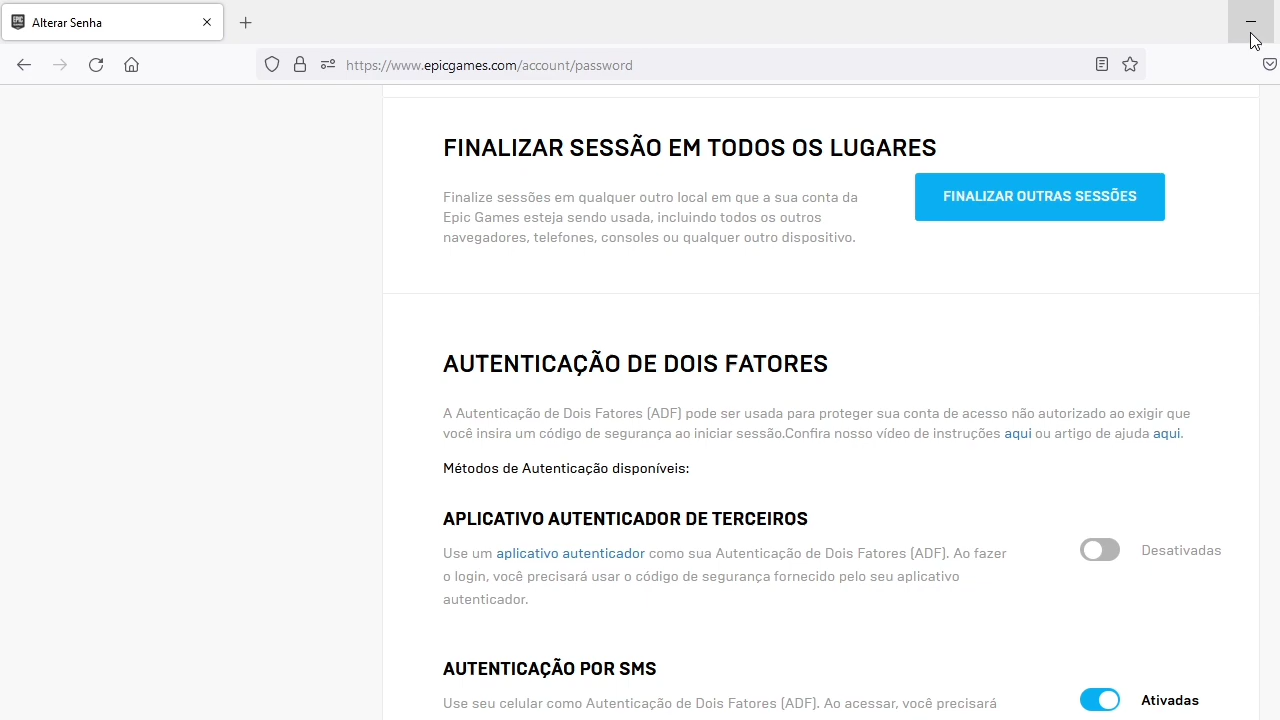 Alterar Senha
https://www.epicgames.com/account/password
FINALIZAR SESSÃO EM TODOS OS LUGARES
Finalize sessões em qualquer outro local em que a sua conta da
Epic Games esteja sendo usada, incluindo todos os outros
navegadores, telefones, consoles ou qualquer outro dispositivo.
FINALIZAR OUTRAS SESSÕES
AUTENTICAÇÃO DE DOIS FATORES
A Autenticação de Dois Fatores (ADF) pode ser usada para proteger sua conta de acesso não autorizado ao exigir que
você insira um código de segurança ao iniciar sessão.Confira nosso vídeo de instruções aqui ou artigo de ajuda aqui.
Métodos de Autenticação disponíveis:
APLICATIVO AUTENTICADOR DE TERCEIROS
Use um aplicativo autenticador como sua Autenticação de Dois Fatores (ADF). Ao fazer
o login, você precisará usar o código de segurança fornecido pelo seu aplicativo
autenticador.
Desativadas
AUTENTICAÇÃO POR SMS
Use seu celular como Autenticação de Dois Fatores (ADF). Ao acessar, você precisará
Ativadas